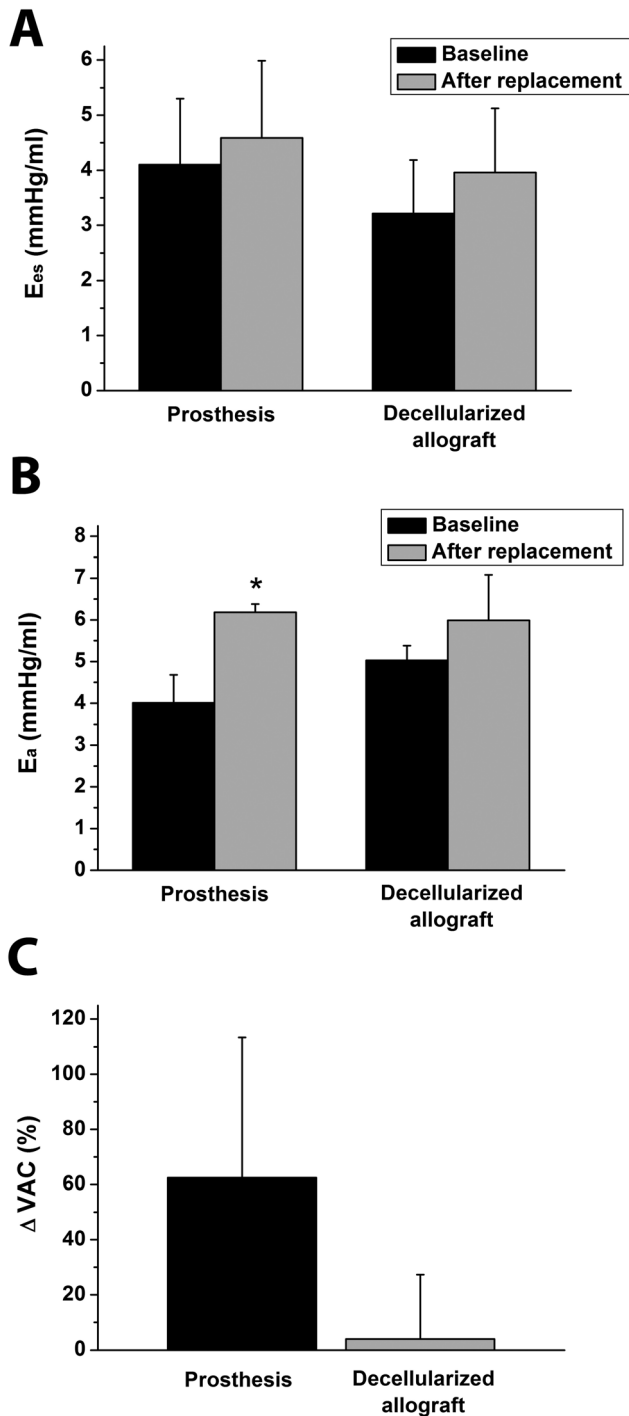 A
Baseline
After replacement
6
5
4
3
2
1
0
Ees (mmHg/ml)
Prosthesis
Decellularized
allograft
B
Baseline
After replacement
8
7
6
5
4
3
2
1
0
Ea (mmHg/ml)
*
Prosthesis
Decellularized
allograft
C
120
100
80
60
40
20
0
Δ VAC (%)
Prosthesis
Decellularized
allograft